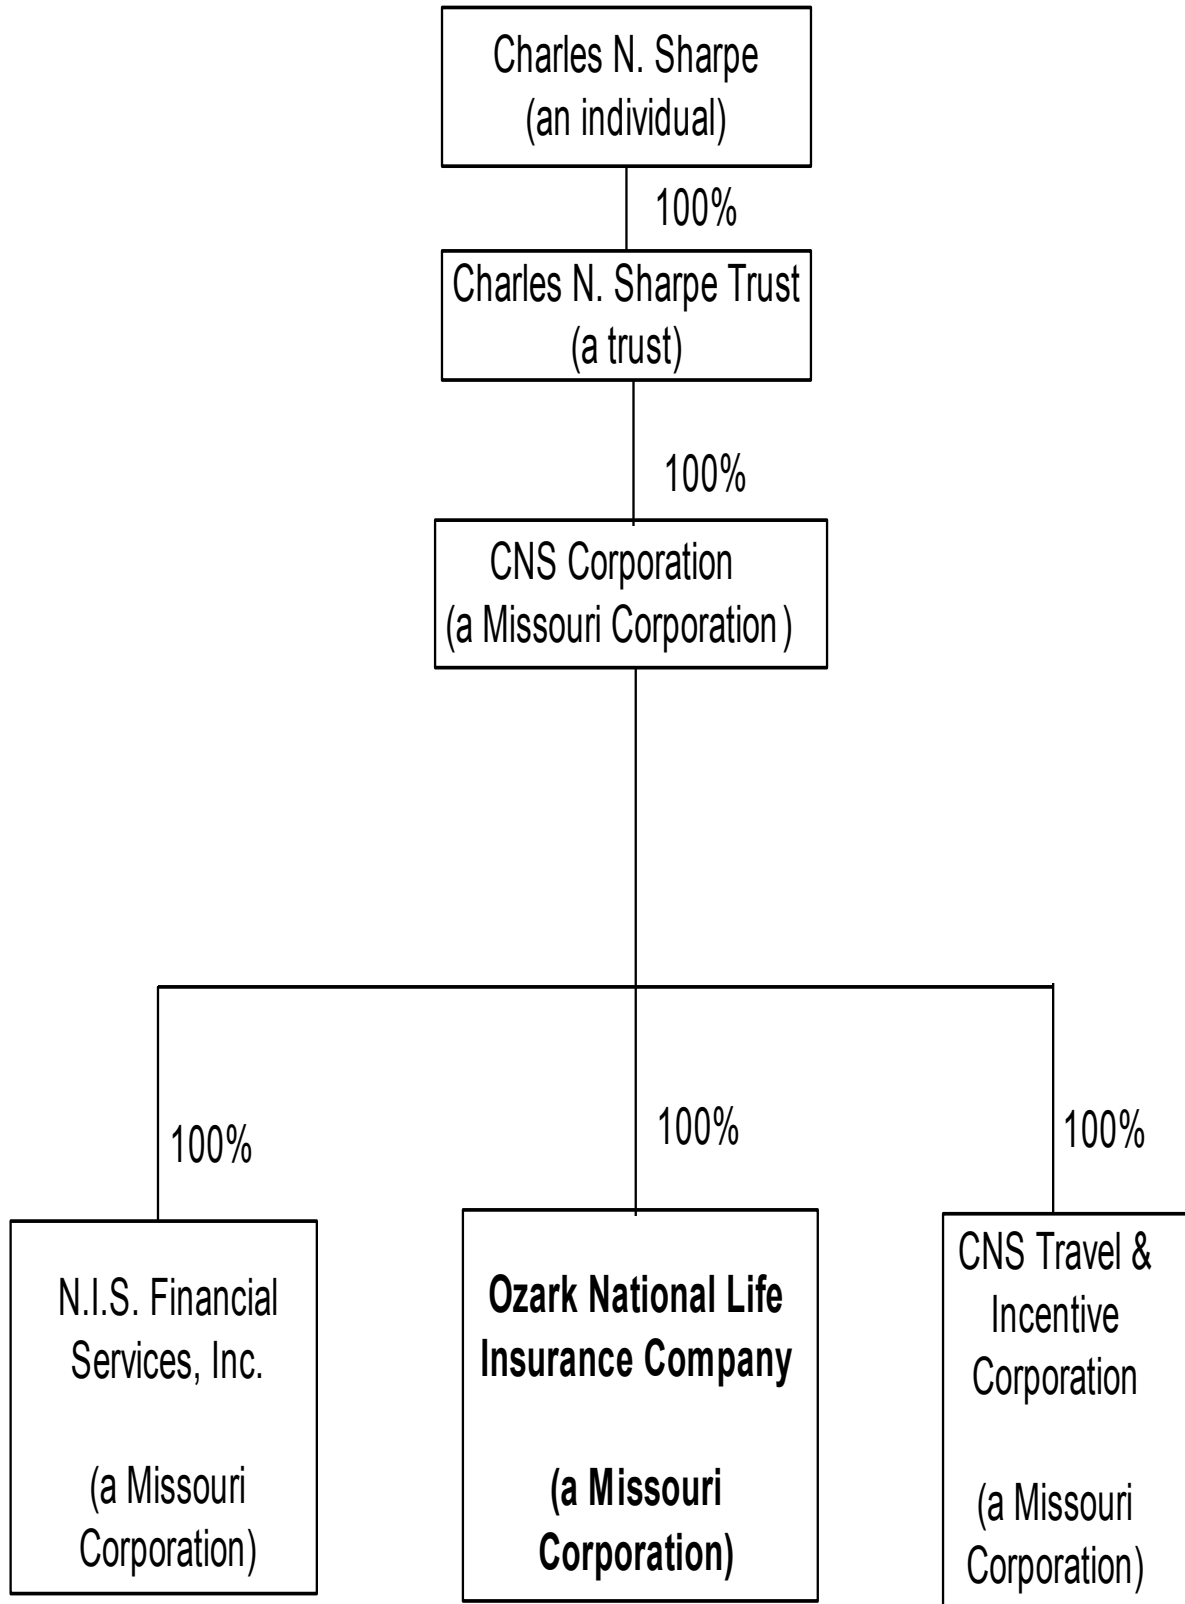 Charles N. Sharpe
(an individual)
100%
Charles N. Sharpe Trust
(a trust)
100%
CNS Corporation
(a Missouri Corporation)
100%
100%
100%
N.I.S. Financial
Services, Inc.
(a Missouri
Corporation)
Ozark National Life
Insurance Company
(a Missouri
Corporation)
CNS Travel &
Incentive
Corporation
(a Missouri
Corporation)